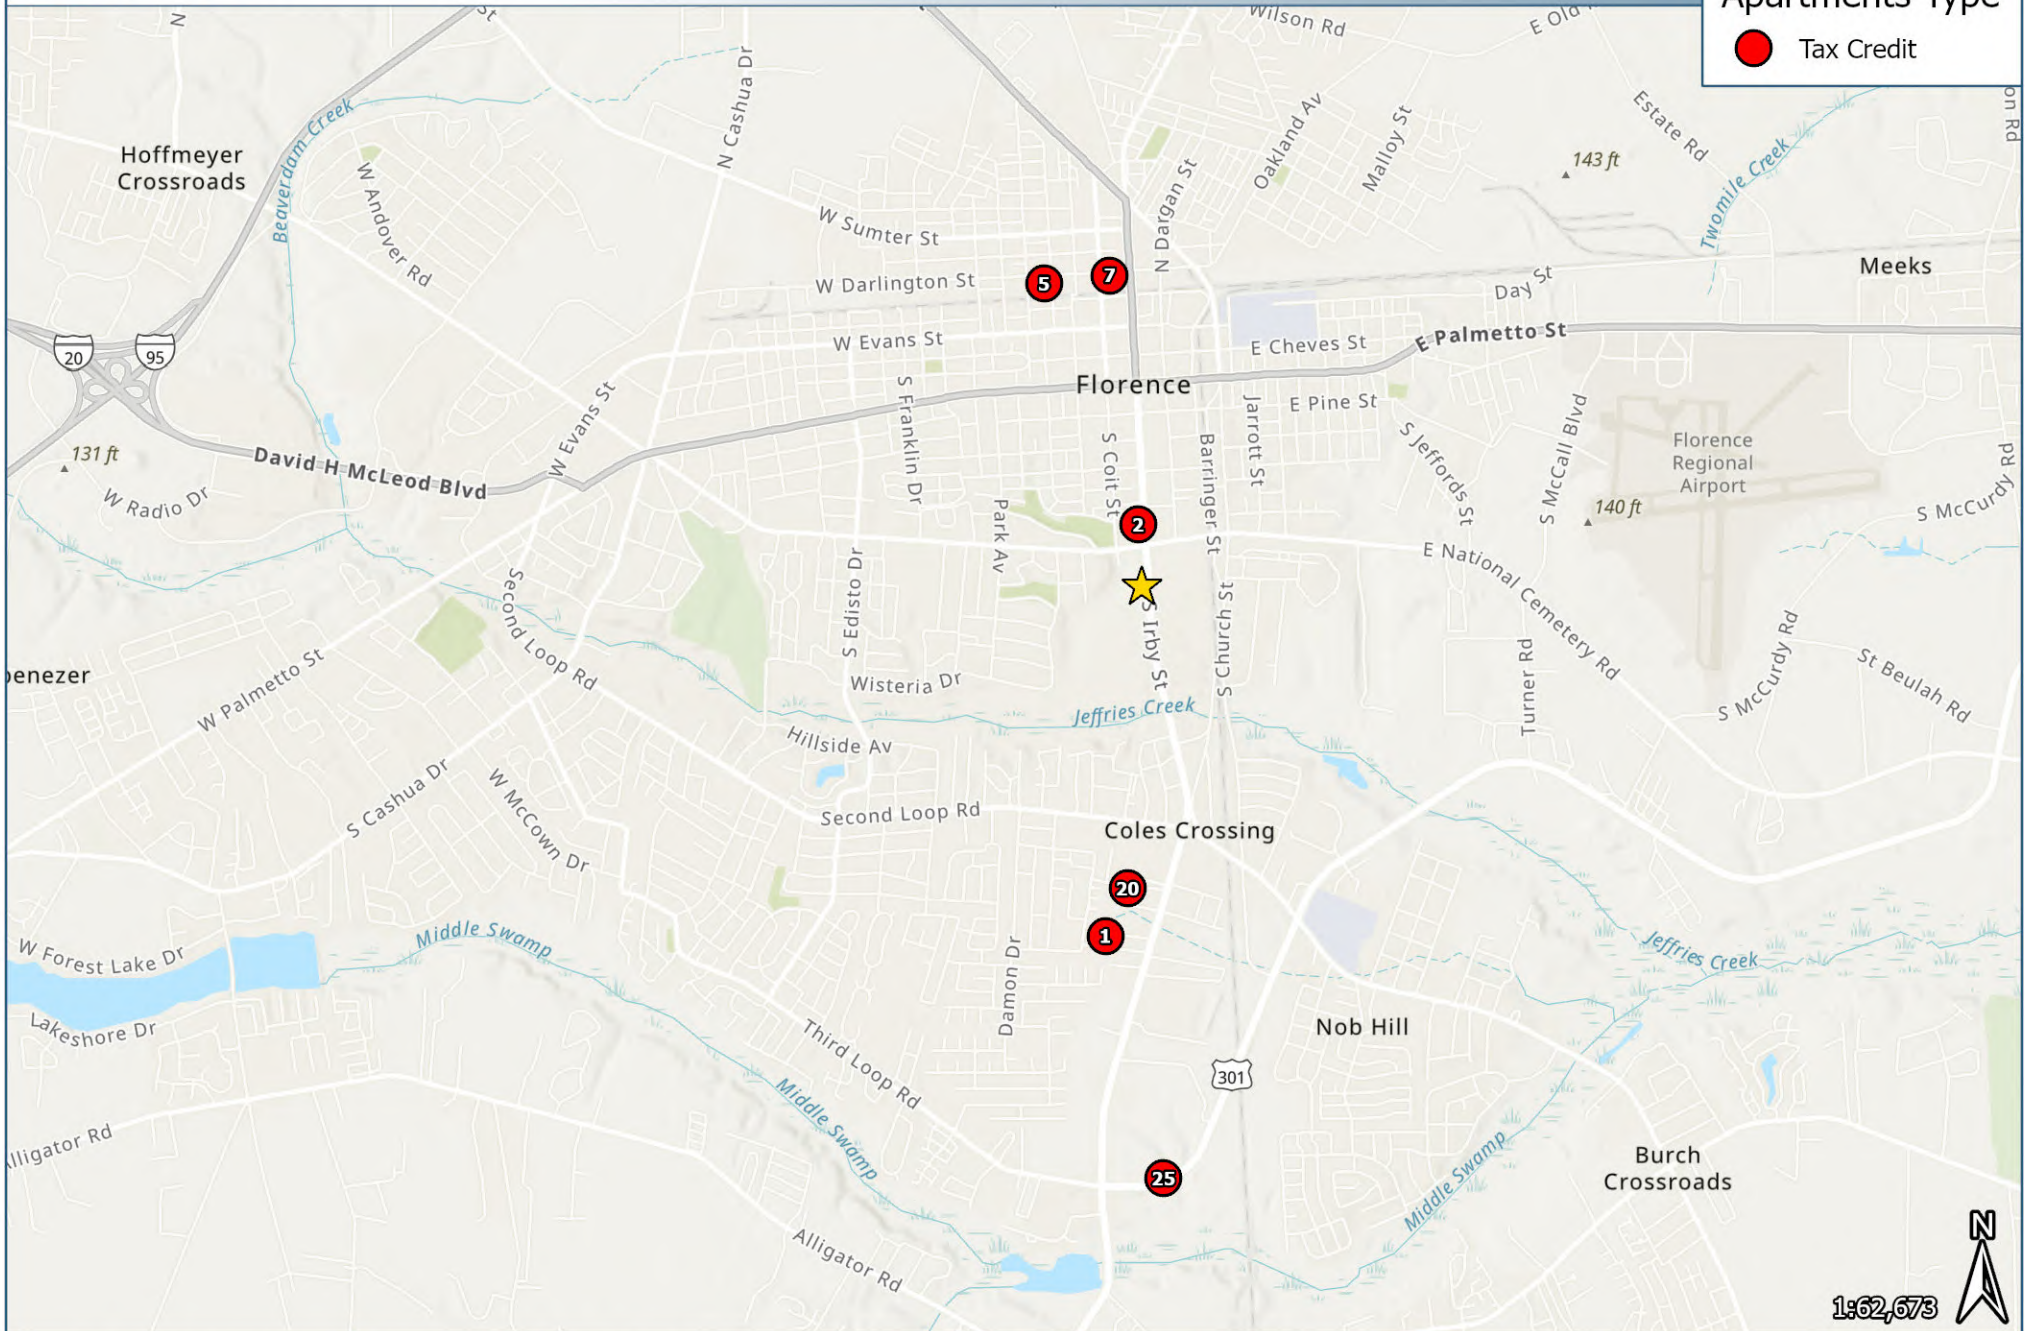 Apartments Type
Tax Credit
N
St
N Cashua Dr
Wilson Rd
E Old
on Rd
Beaverdam Creek
Oakland Av
Malloy St
Estate Rd
Twomile Creek
143 ft
Hoffmeyer
Crossroads
W Andover Rd
W Sumter St
N Dargan St
W Darlington St
5
7
Day St
Meeks
20
95
W Evans St
E Cheves St
E Palmetto St
Florence
W Evans St
S Franklin Dr
E Pine St
Jarrott St
S Coit St
Barringer St
S Jeffords St
S McCall Blvd
Florence
Regional
Airport
S McCurdy Rd
131 ft
David H McLeod Blvd
W Radio Dr
140 ft
S McCurdy
2
Park Av
E National Cemetery Rd
Second Loop Rd
S Edisto Dr
S Irby St
S Church St
Turner Rd
S McCurdy Rd
St Beulah Rd
benezer
W Palmetto St
Wisteria Dr
Jeffries Creek
Hillside Av
S Cashua Dr
W McCown Dr
Second Loop Rd
Coles Crossing
20
1
Middle Swamp
W Forest Lake Dr
Damon Dr
Jeffries Creek
Lakeshore Dr
Third Loop Rd
Nob Hill
301
Middle Swamp
Alligator Rd
25
Middle Swamp
Burch
Crossroads
Alligator Rd
N
1:62,673